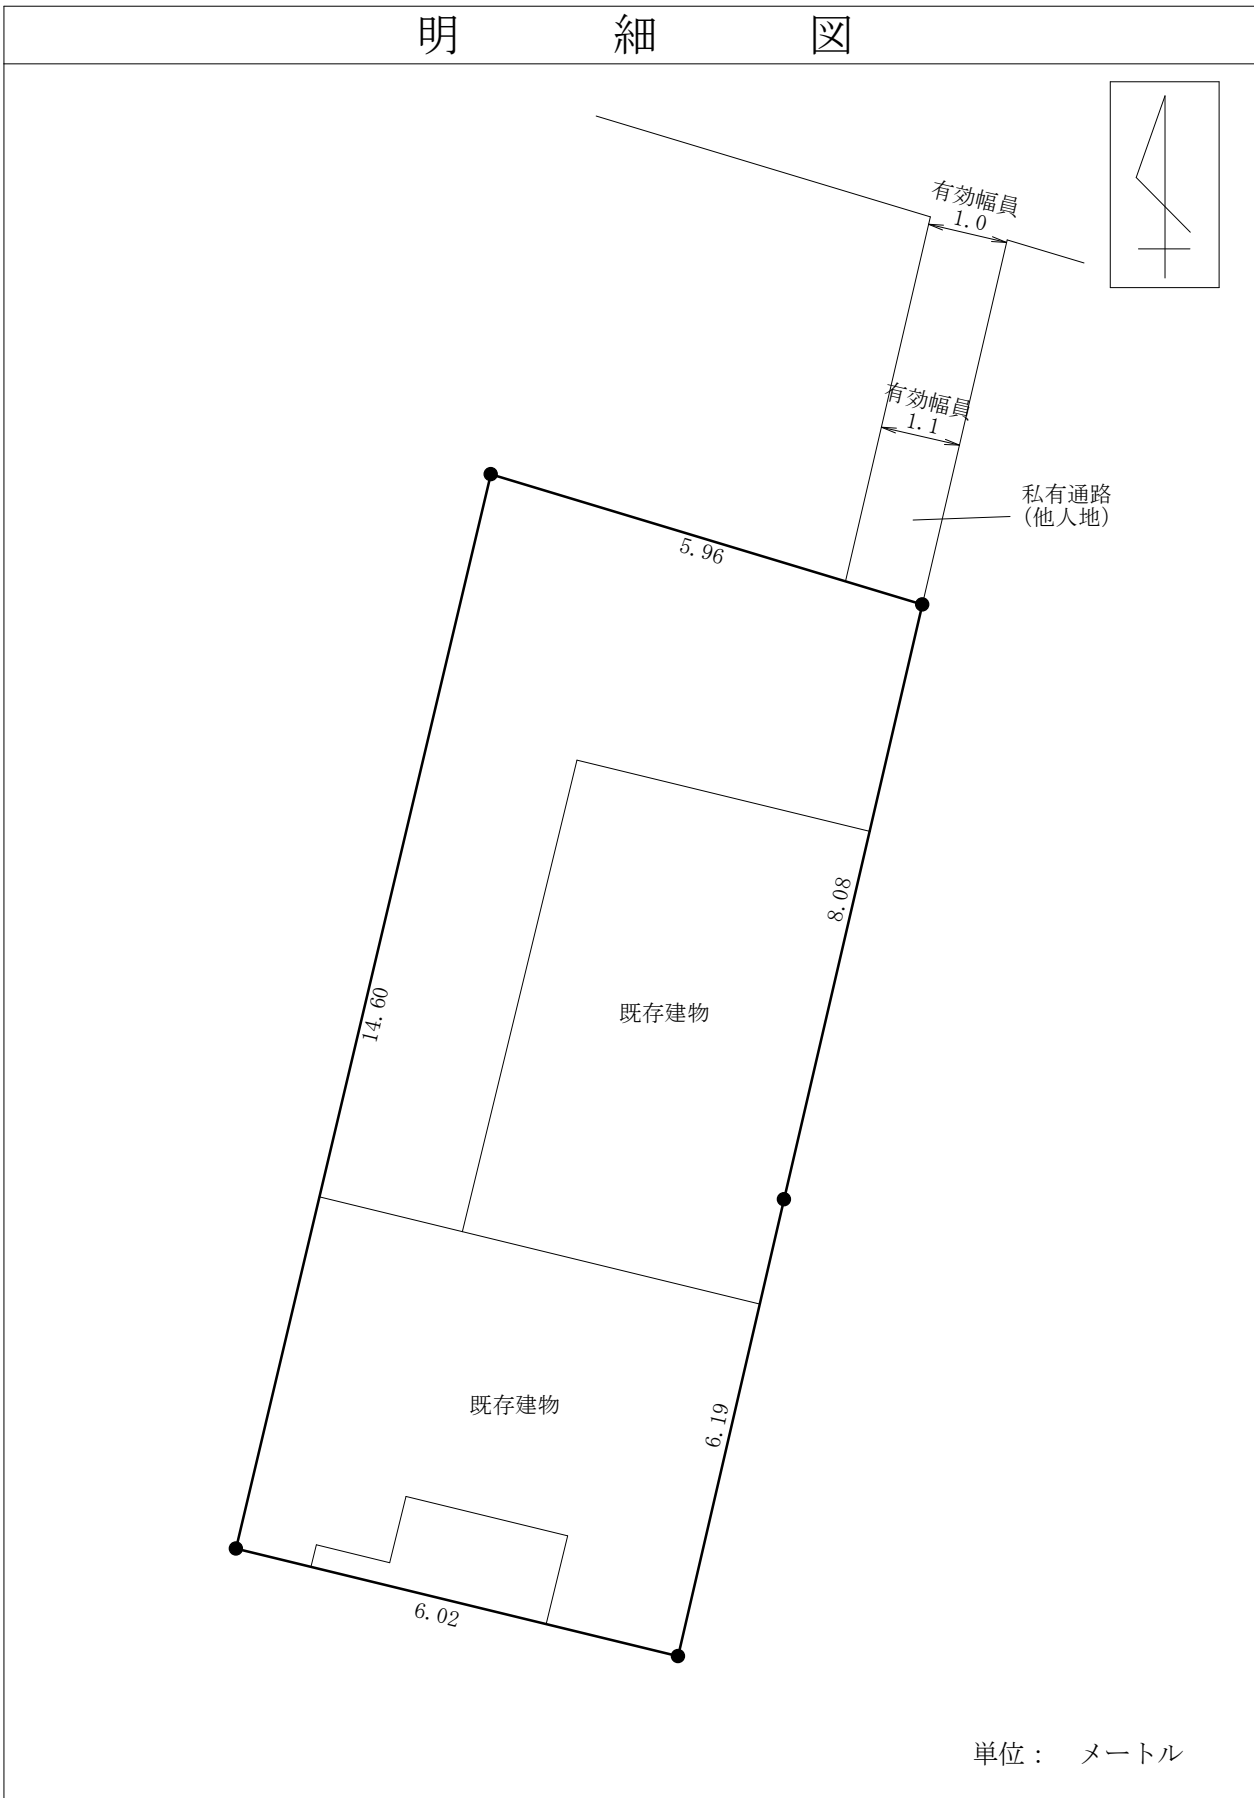 明細図
有効幅員
1.0
有効幅員
1.1
私有通路
(他人地)
5.96
8.08
14.60
既存建物
既存建物
6.19
6.02
単位： メートル